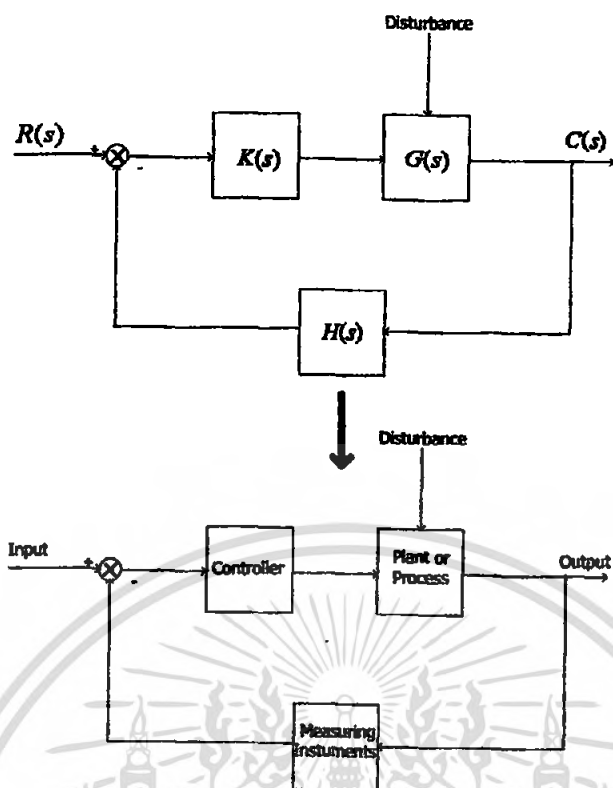 Disturbance
R(s)
+
K(s)
G(s)
C(s)
-
H(s)
Disturbance
Input
+
Controller
Plant or
Process
Output
-
Measuring
Instuments